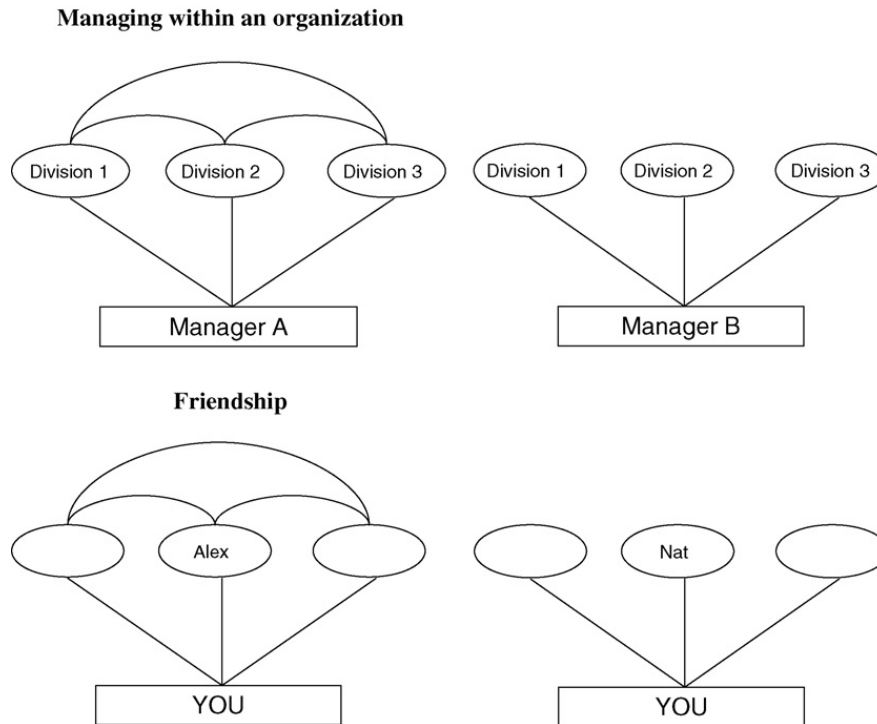 Managing within an organization
Division 1 Division 2 Division 3 Division 1 Division 2 Division 3
Manager A Manager B
Friendship
Alex Nat
YOU YOU